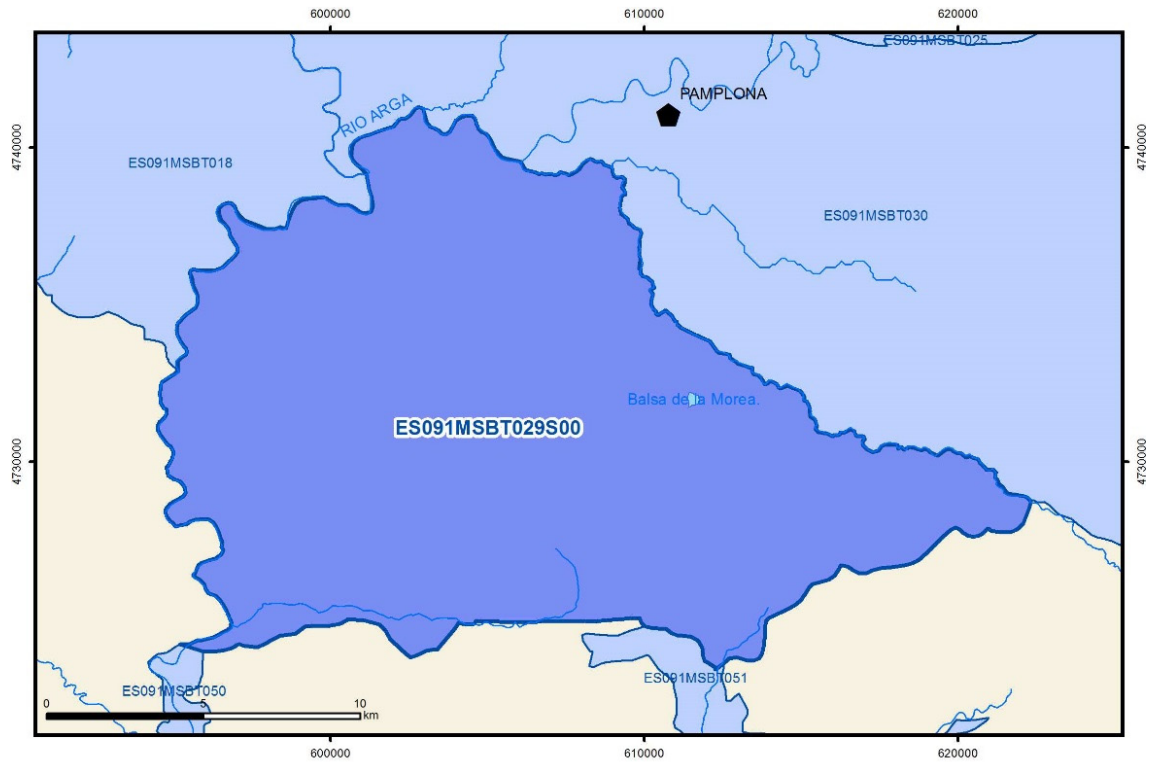 600000
610000
620000
ES091MSBT025
PAMPLONA
RIO ARGA
4740000
4740000
ES091MSBT018
ES091MSBT030
Balsa de la Morea.
ES091MSBT029S00
4730000
4730000
ES091MSBT051
ES091MSBT050
0
5
10
km
600000
610000
620000